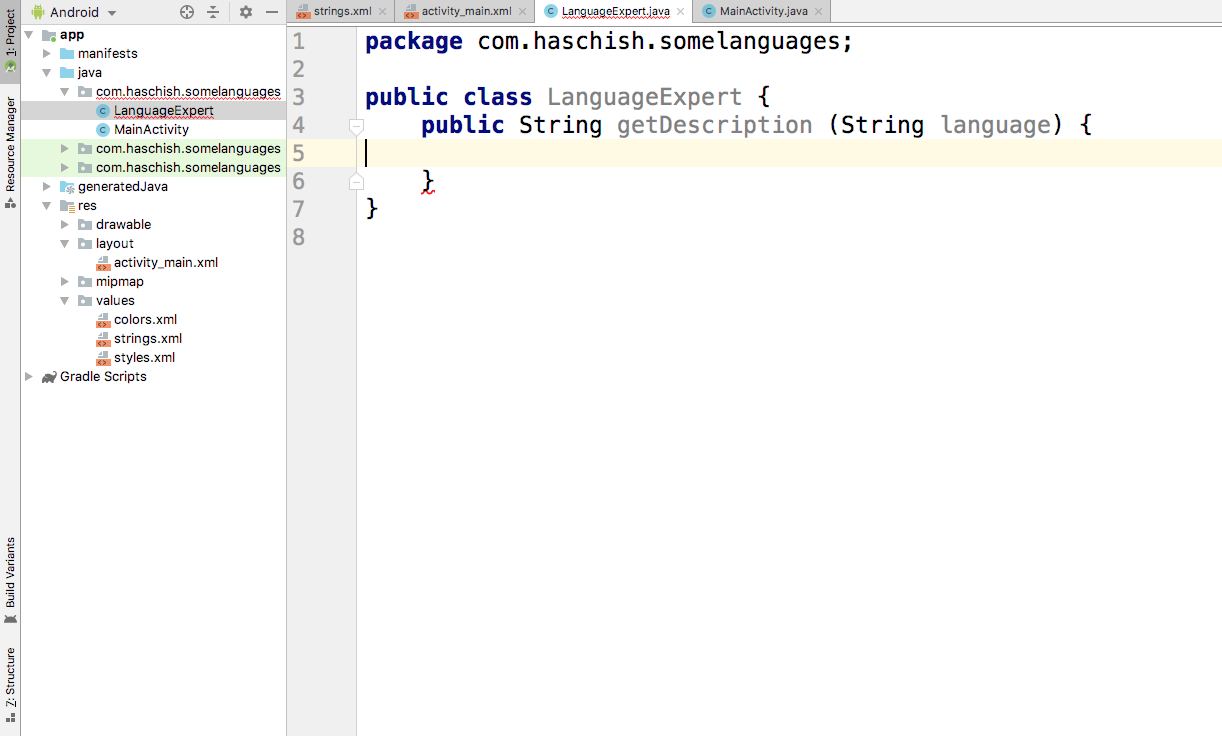 1: Project
Resource Manager
Build Variants
Z: Structure
Android
app
manifests
java
com.haschish.somelanguages
LanguageExpert
MainActivity
com.haschish.somelanguages
com.haschish.somelanguages
generatedJava
res
drawable
layout
activity_main.xml
mipmap
values
colors.xml
strings.xml
styles.xml
Gradle Scripts
strings.xml activity_main.xml LanguageExpert.java MainActivity.java
1 package com.haschish.somelanguages;
2
3 public class LanguageExpert {
4 public String getDescription (String language) {
5
6 }
7 }
8